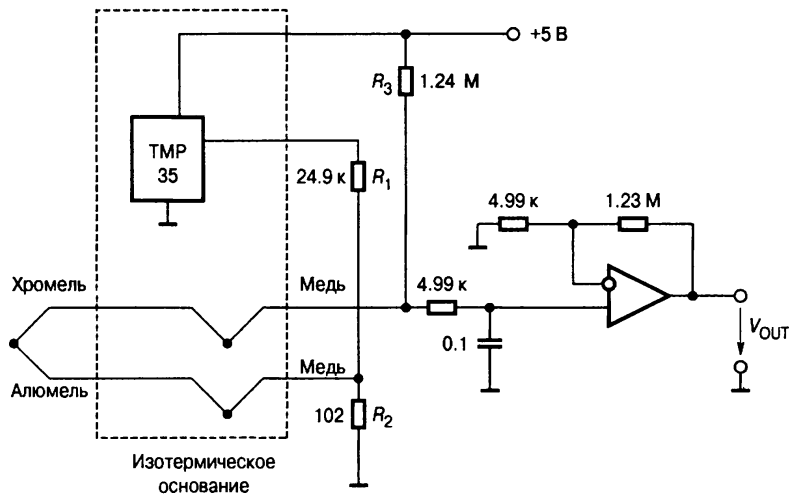 +5 В
R3 1.24 М
TMP
35
24.9 к R1
4.99 к 1.23 М
Хромель Медь 4.99 к
0.1
VOUT
Алюмель Медь
102 R2
Изотермическое
основание